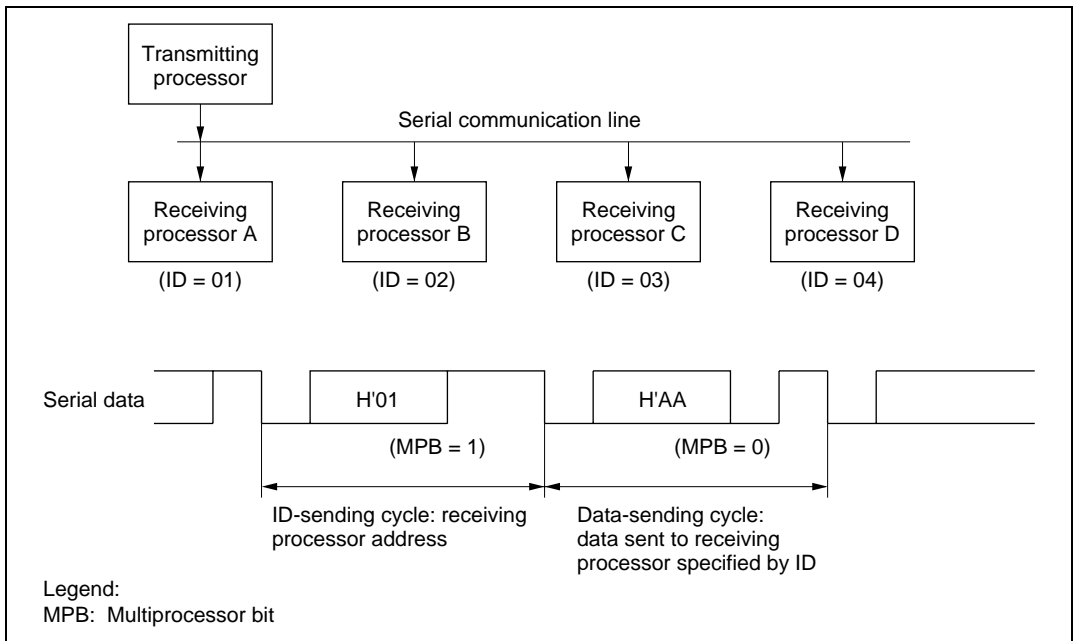 Transmitting
processor
Serial communication line
Receiving
processor A
Receiving
processor B
Receiving
processor C
Receiving
processor D
(ID = 01)
(ID = 02)
(ID = 03)
(ID = 04)
Serial data
H'01
H'AA
(MPB = 1)
(MPB = 0)
ID-sending cycle: receiving
processor address
Data-sending cycle:
data sent to receiving
processor specified by ID
Legend:
MPB: Multiprocessor bit